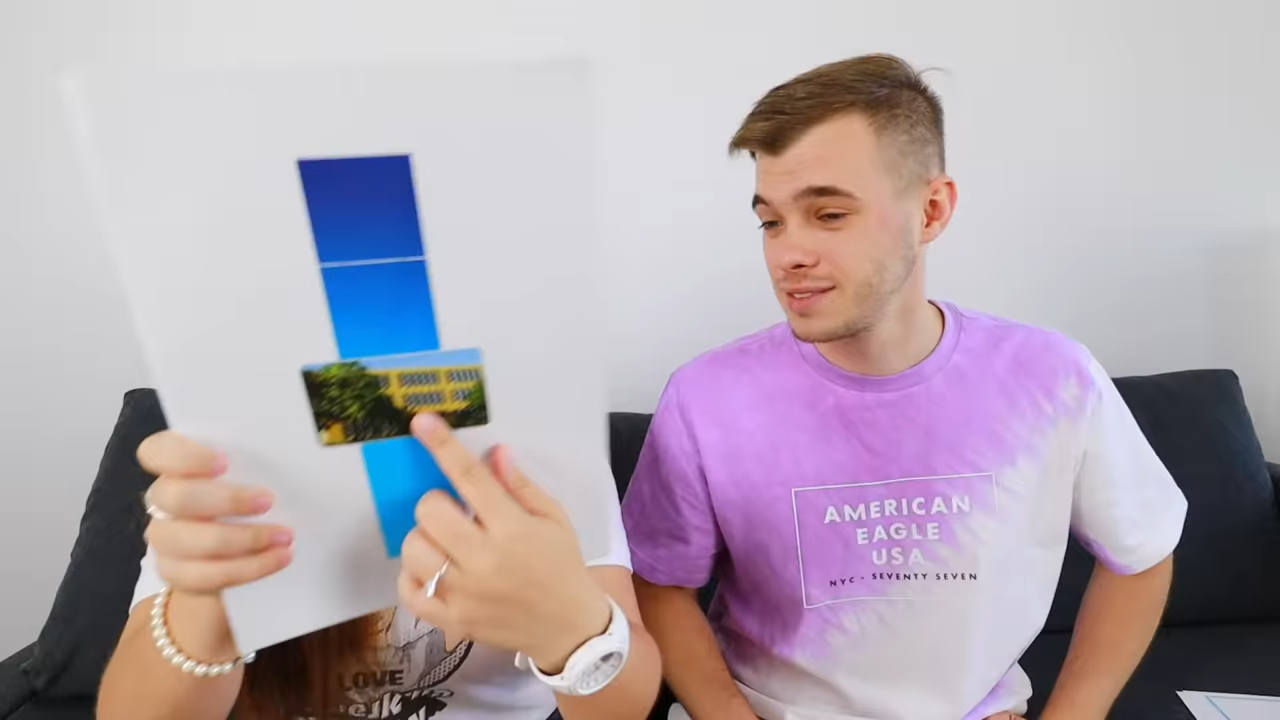 AMERICAN
EAGLE
USA
NYC - SEVENTY SEVEN
LOVE